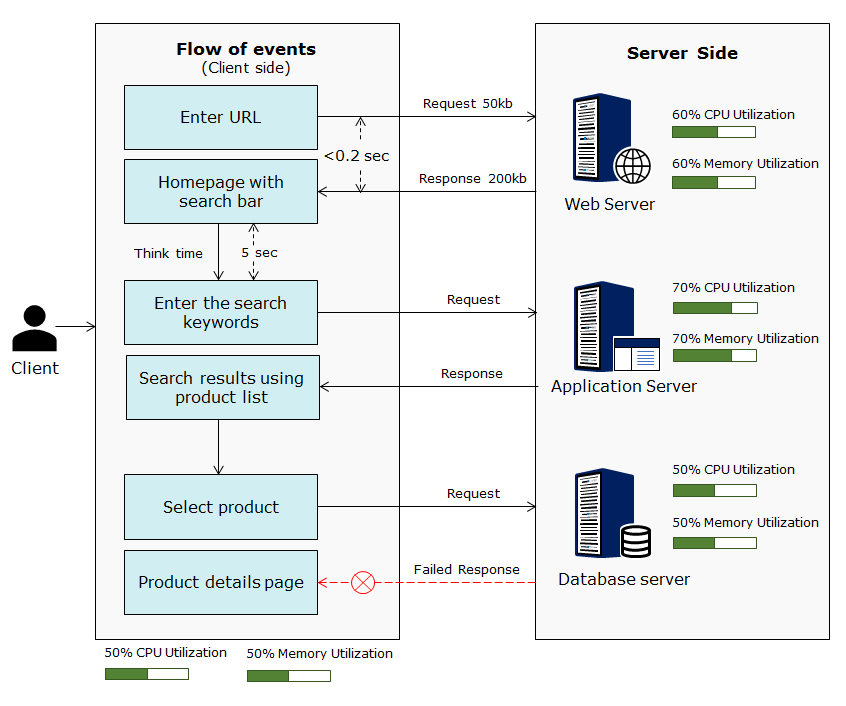 Flow of events
(Client side)
Server Side
Enter URL
Request 50kb
60% CPU Utilization
<0.2 sec
60% Memory Utilization
Homepage with
search bar
Response 200kb
Web Server
Think time
5 sec
Enter the search
keywords
Request
70% CPU Utilization
70% Memory Utilization
Client
Search results using
product list
Response
Application Server
Select product
Request
50% CPU Utilization
50% Memory Utilization
Product details page
Failed Response
Database server
50% CPU Utilization
50% Memory Utilization